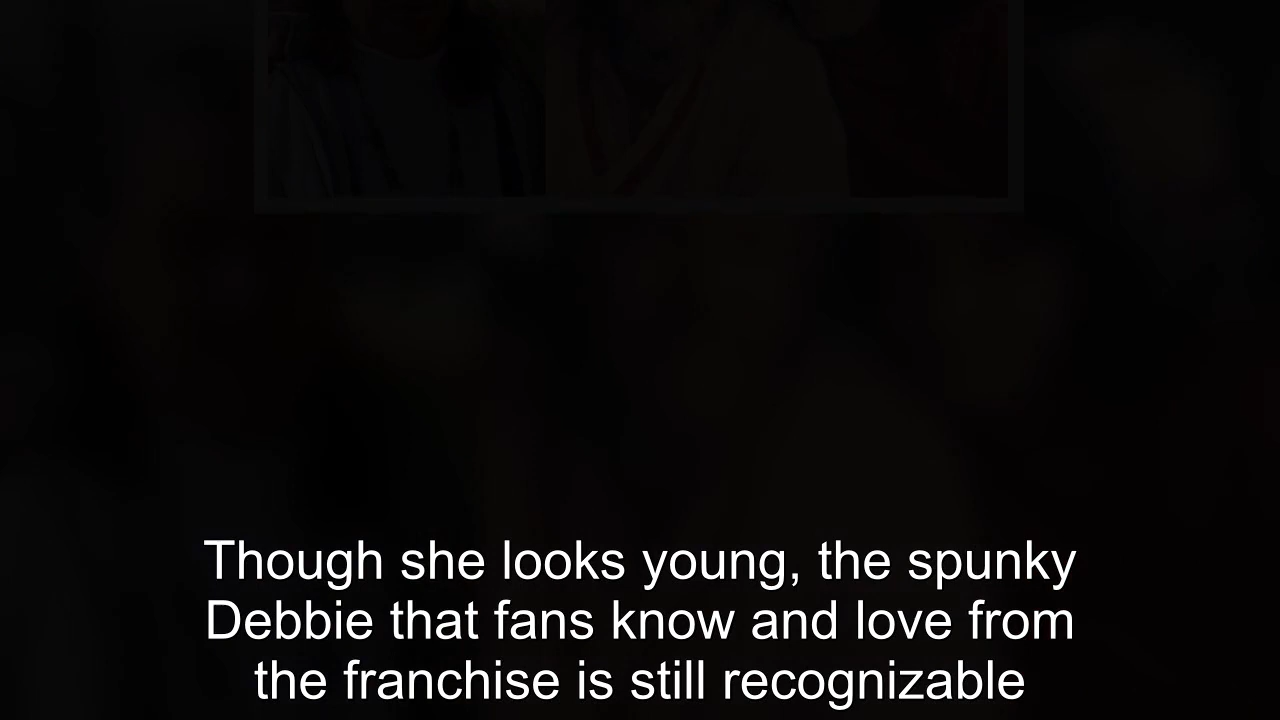 Though she looks young, the spunky
Debbie that fans know and love from
the franchise is still recognizable